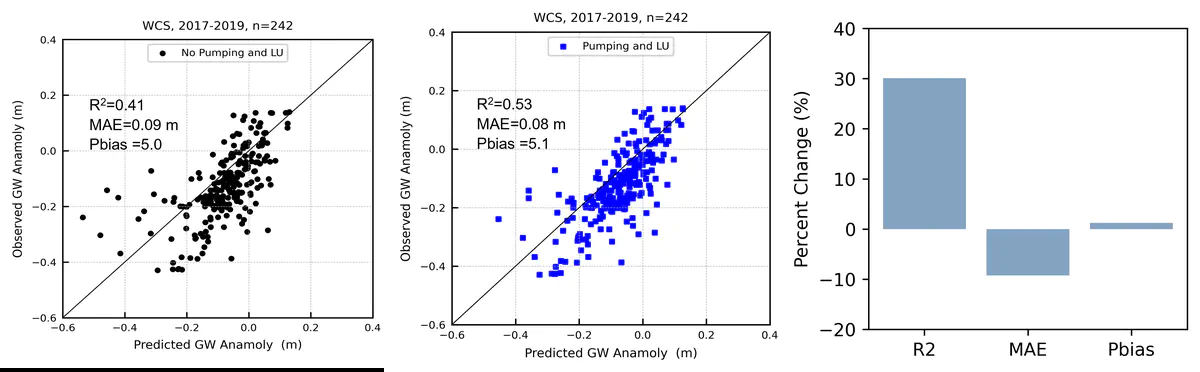 WCS, 2017-2019, n=242
No Pumping and LU
R²=0.41
MAE=0.09 m
Pbias =5.0
0.4
0.2
0.0
−0.2
−0.4
−0.6
−0.6 −0.4 −0.2 0.0 0.2 0.4
Observed GW Anamoly (m)
Predicted GW Anamoly (m)
WCS, 2017-2019, n=242
Pumping and LU
R²=0.53
MAE=0.08 m
Pbias =5.1
0.4
0.2
0.0
−0.2
−0.4
−0.6
−0.6 −0.4 −0.2 0.0 0.2 0.4
Observed GW Anamoly (m)
Predicted GW Anamoly (m)
40
30
20
10
0
−10
−20
Percent Change (%)
R2 MAE Pbias